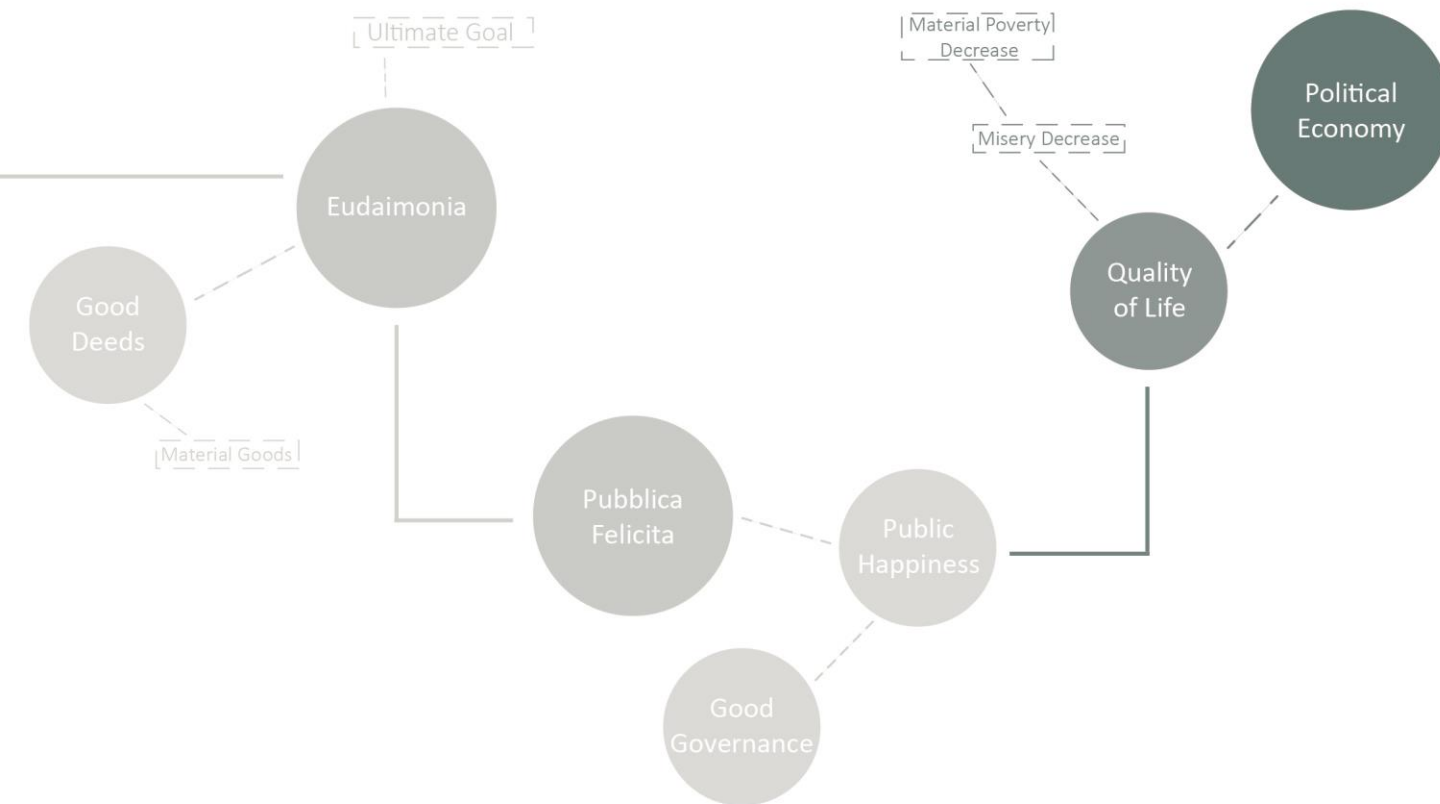 Ultimate Goal
Eudaimonia
Good
Deeds
Material Goods
Pubblica
Felicita
Public
Happiness
Good
Governance
Material Poverty
Decrease
Misery Decrease
Quality
of Life
Political
Economy